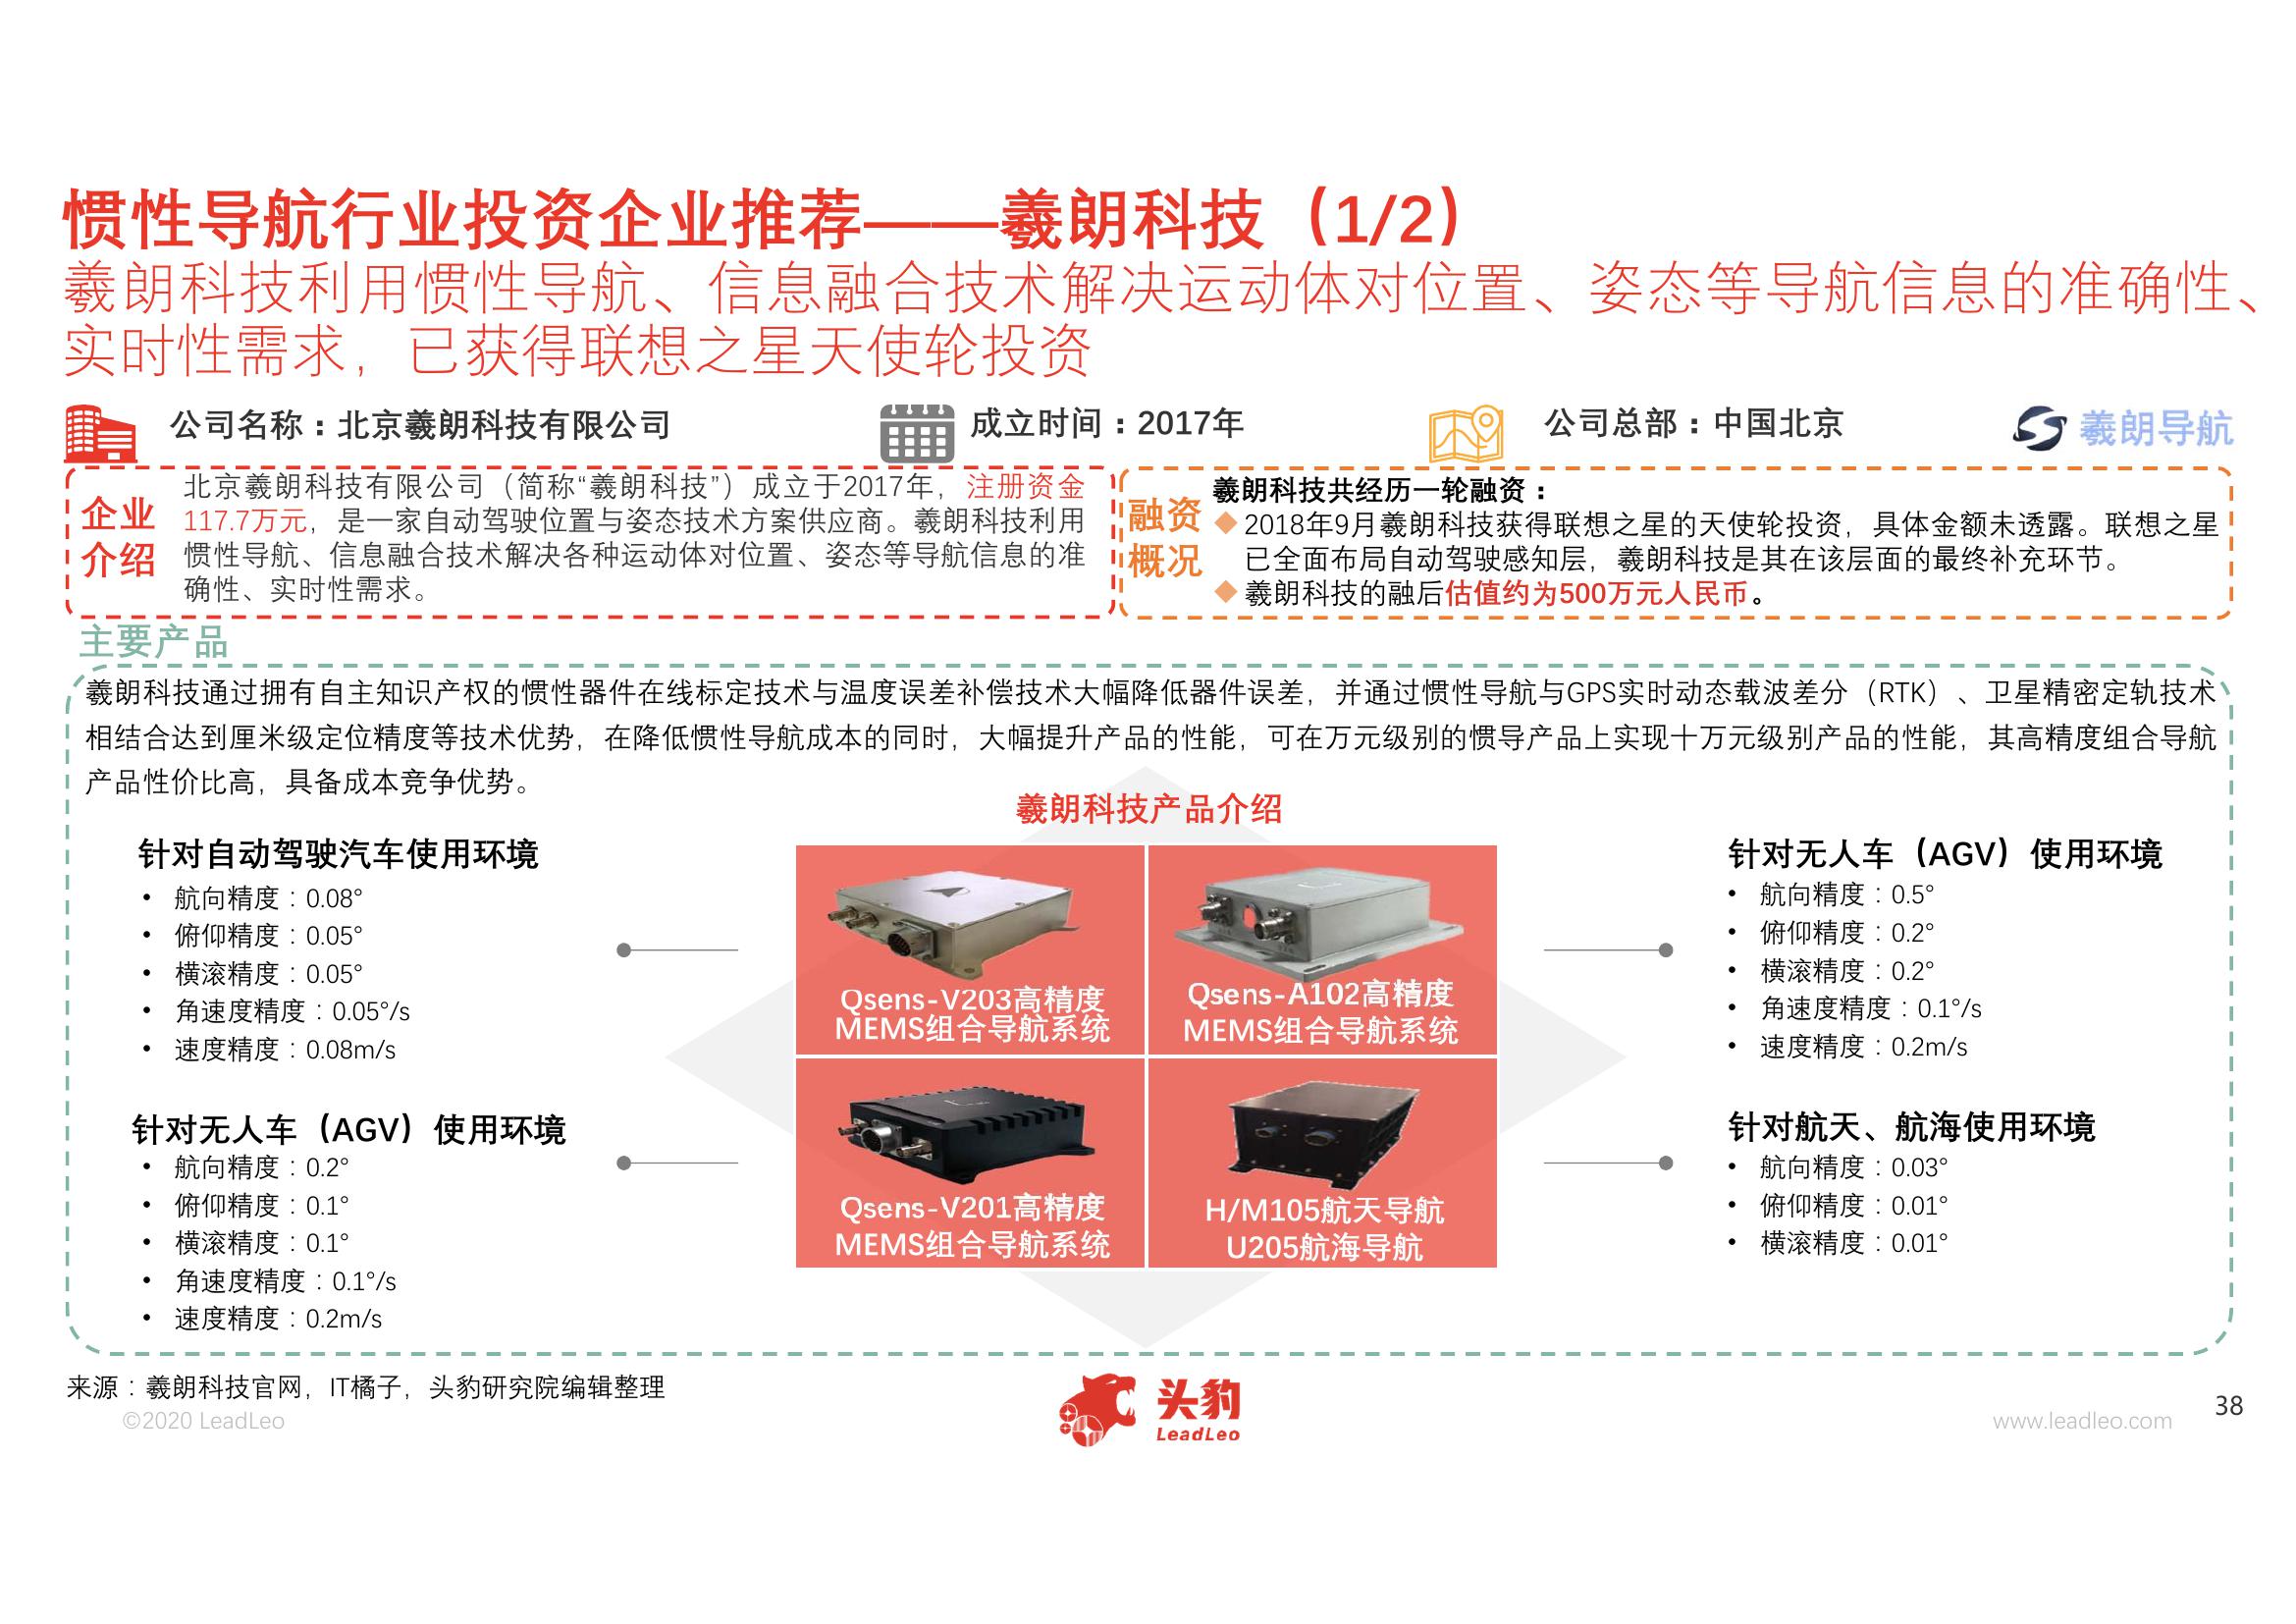 惯性导航行业投资企业推荐——羲朗科技（1/2）
羲朗科技利用惯性导航、信息融合技术解决运动体对位置、姿态等导航信息的准确性、
实时性需求，已获得联想之星天使轮投资
公司名称：北京羲朗科技有限公司
成立时间：2017年
公司总部：中国北京
羲朗导航
企业
介绍
北京羲朗科技有限公司（简称“羲朗科技”）成立于2017年，注册资金
117.7万元，是一家自动驾驶位置与姿态技术方案供应商。羲朗科技利用
惯性导航、信息融合技术解决各种运动体对位置、姿态等导航信息的准
确性、实时性需求。
融资
概况
羲朗科技共经历一轮融资：
2018年9月羲朗科技获得联想之星的天使轮投资，具体金额未透露。联想之星
已全面布局自动驾驶感知层，羲朗科技是其在该层面的最终补充环节。
羲朗科技的融后估值约为500万元人民币。
主要产品
羲朗科技通过拥有自主知识产权的惯性器件在线标定技术与温度误差补偿技术大幅降低器件误差，并通过惯性导航与GPS实时动态载波差分（RTK）、卫星精密定轨技术
相结合达到厘米级定位精度等技术优势，在降低惯性导航成本的同时，大幅提升产品的性能，可在万元级别的惯导产品上实现十万元级别产品的性能，其高精度组合导航
产品性价比高，具备成本竞争优势。
羲朗科技产品介绍
针对自动驾驶汽车使用环境
• 航向精度：0.08°
• 俯仰精度：0.05°
• 横滚精度：0.05°
• 角速度精度：0.05°/s
• 速度精度：0.08m/s
针对无人车（AGV）使用环境
• 航向精度：0.2°
• 俯仰精度：0.1°
• 横滚精度：0.1°
• 角速度精度：0.1°/s
• 速度精度：0.2m/s
Qsens-V203高精度
MEMS组合导航系统
Qsens-A102高精度
MEMS组合导航系统
Qsens-V201高精度
MEMS组合导航系统
H/M105航天导航
U205航海导航
针对无人车（AGV）使用环境
• 航向精度：0.5°
• 俯仰精度：0.2°
• 横滚精度：0.2°
• 角速度精度：0.1°/s
• 速度精度：0.2m/s
针对航天、航海使用环境
• 航向精度：0.03°
• 俯仰精度：0.01°
• 横滚精度：0.01°
来源：羲朗科技官网，IT橘子，头豹研究院编辑整理
©2020 LeadLeo
头豹
LeadLeo
www.leadleo.com
38